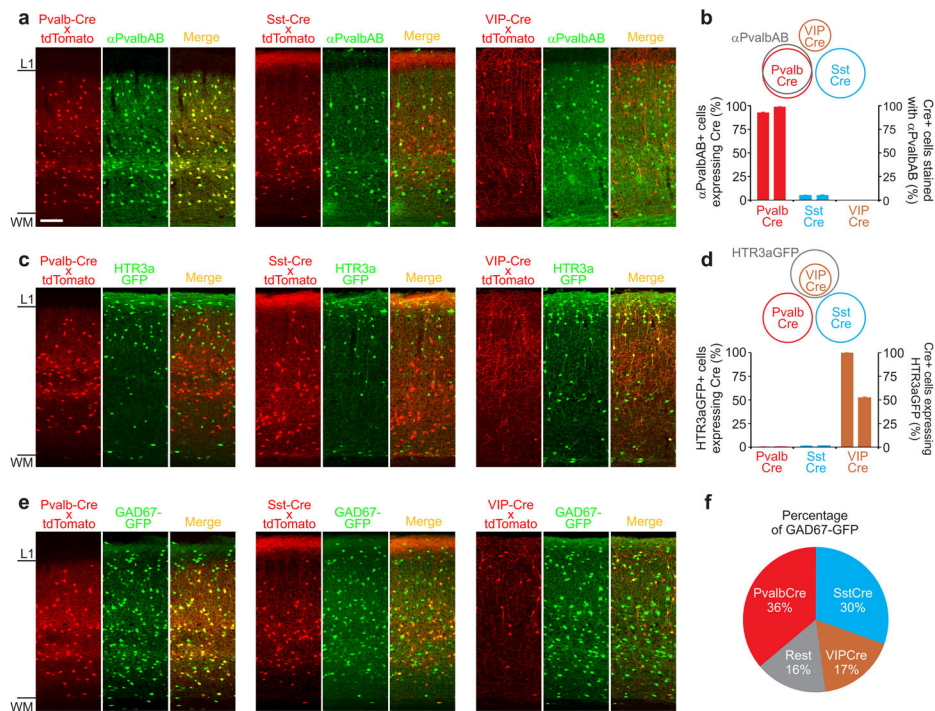 a
Pvalb-Cre
x
tdTomato
αPvalbAB
Merge
Sst-Cre
x
tdTomato
αPvalbAB
Merge
VIP-Cre
x
tdTomato
αPvalbAB
Merge
L1
WM
b
αPvalbAB
VIP
Cre
Pvalb
Cre
Sst
Cre
αPvalbAB+ cells
expressing Cre (%)
100
75
50
25
0
100
75
50
25
0
Cre+ cells stained
with αPvalbAB (%)
Pvalb
Cre
Sst
Cre
VIP
Cre
c
Pvalb-Cre
x
tdTomato
HTR3a
GFP
Merge
Sst-Cre
x
tdTomato
HTR3a
GFP
Merge
VIP-Cre
x
tdTomato
HTR3a
GFP
Merge
L1
WM
d
HTR3aGFP
VIP
Cre
Pvalb
Cre
Sst
Cre
HTR3aGFP+ cells
expressing Cre (%)
100
75
50
25
0
100
75
50
25
0
Cre+ cells expressing
HTR3aGFP (%)
Pvalb
Cre
Sst
Cre
VIP
Cre
e
Pvalb-Cre
x
tdTomato
GAD67-
GFP
Merge
Sst-Cre
x
tdTomato
GAD67-
GFP
Merge
VIP-Cre
x
tdTomato
GAD67-
GFP
Merge
L1
WM
f
Percentage
of GAD67-GFP
PvalbCre
36%
SstCre
30%
Rest
16%
VIPCre
17%